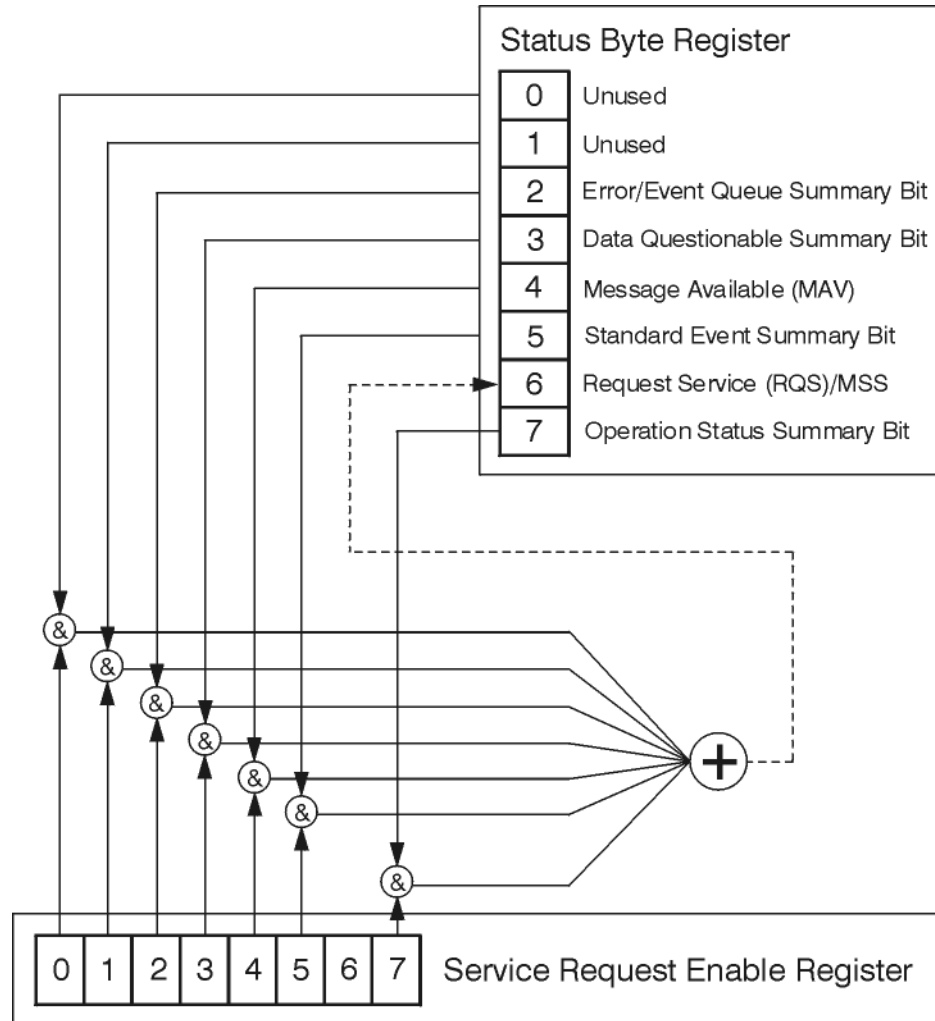 Status Byte Register
0 Unused
1 Unused
2 Error/Event Queue Summary Bit
3 Data Questionable Summary Bit
4 Message Available (MAV)
5 Standard Event Summary Bit
6 Request Service (RQS)/MSS
7 Operation Status Summary Bit
&
&
&
&
&
&
+
&
0 1 2 3 4 5 6 7 Service Request Enable Register